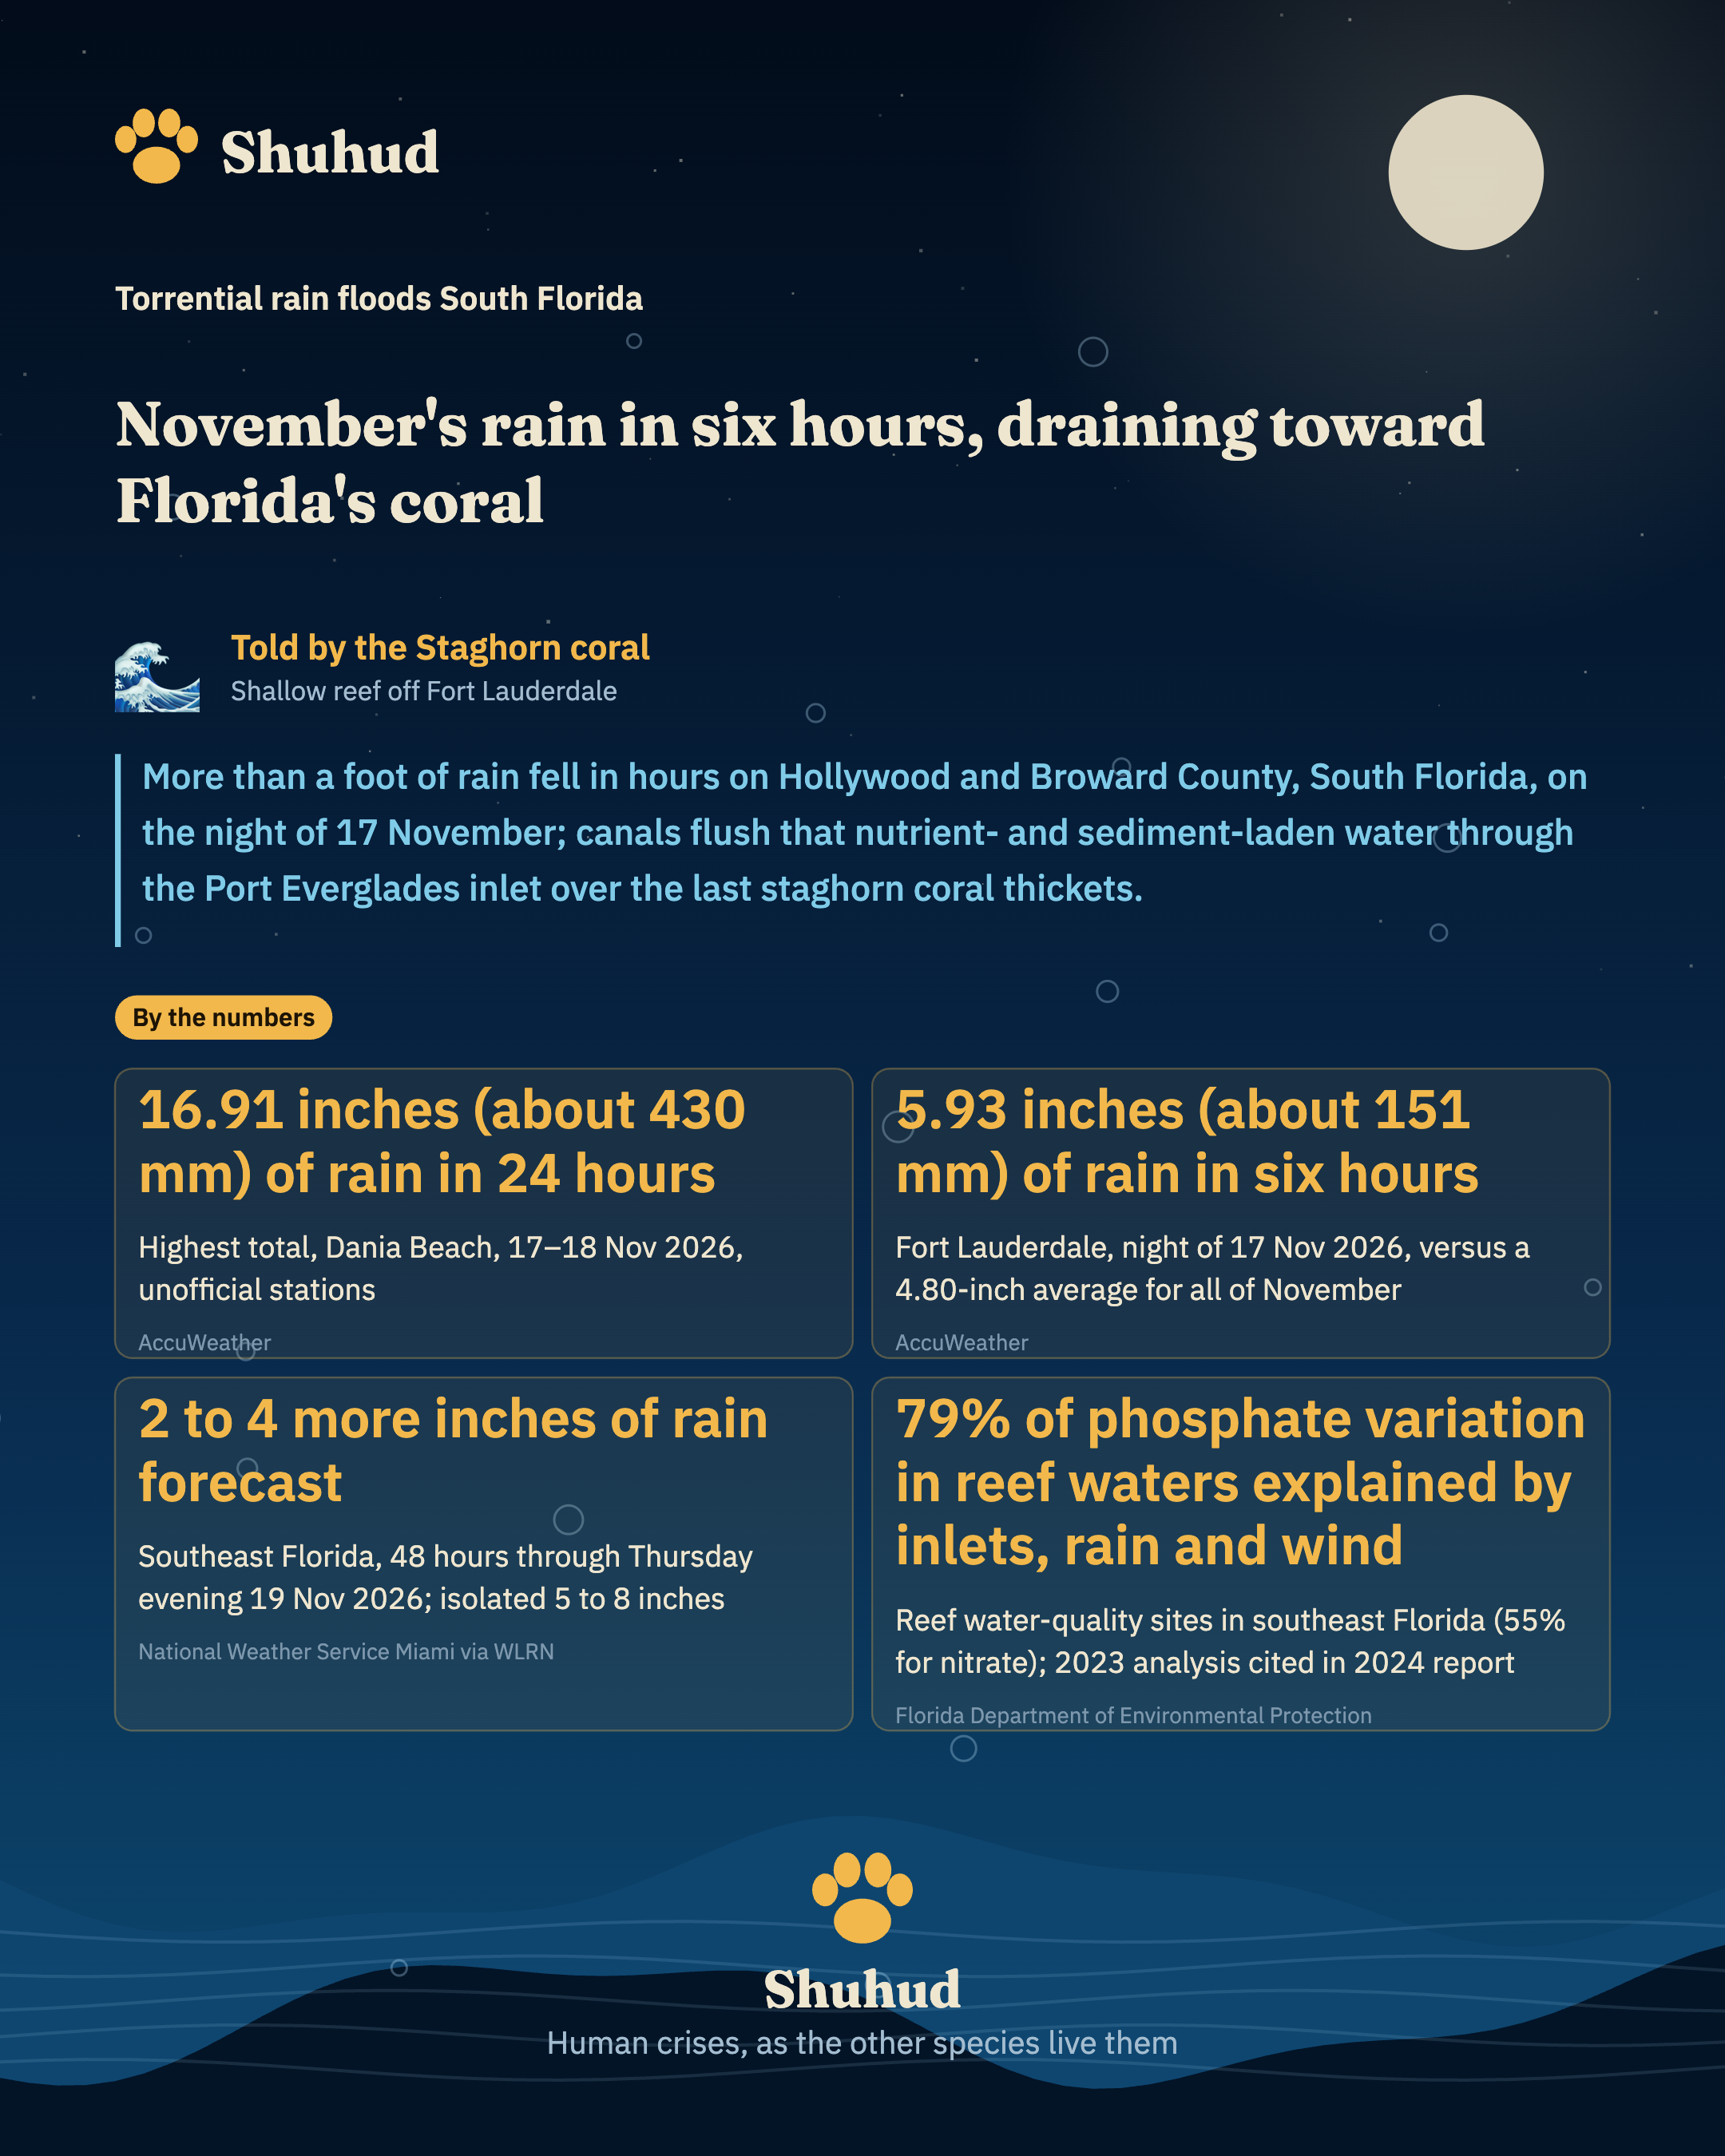 Shuhud
Torrential rain floods South Florida
November's rain in six hours, draining toward
Florida's coral
Told by the Staghorn coral
Shallow reef off Fort Lauderdale
More than a foot of rain fell in hours on Hollywood and Broward County, South Florida, on
the night of 17 November; canals flush that nutrient- and sediment-laden water through
the Port Everglades inlet over the last staghorn coral thickets.
By the numbers
16.91 inches (about 430
mm) of rain in 24 hours
Highest total, Dania Beach, 17–18 Nov 2026,
unofficial stations
AccuWeather
5.93 inches (about 151
mm) of rain in six hours
Fort Lauderdale, night of 17 Nov 2026, versus a
4.80-inch average for all of November
AccuWeather
2 to 4 more inches of rain
forecast
Southeast Florida, 48 hours through Thursday
evening 19 Nov 2026; isolated 5 to 8 inches
National Weather Service Miami via WLRN
79% of phosphate variation
in reef waters explained by
inlets, rain and wind
Reef water-quality sites in southeast Florida (55%
for nitrate); 2023 analysis cited in 2024 report
Florida Department of Environmental Protection
Shuhud
Human crises, as the other species live them